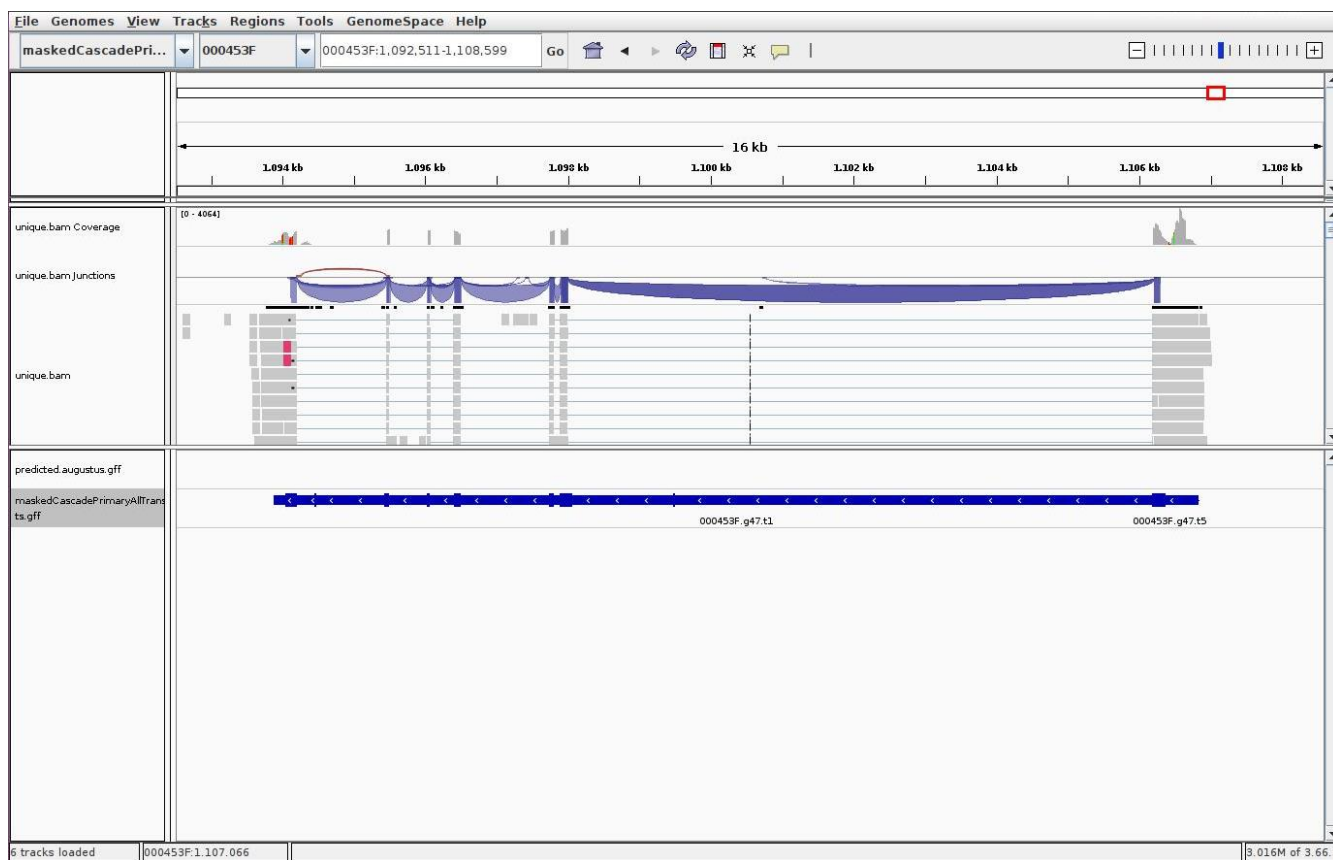 File Genomes View Tracks Regions Tools GenomeSpace Help
maskedCascadePri... 000453F 000453F:1,092,511-1,108,599 Go
16 kb
1.094 kb 1.096 kb 1.098 kb 1.100 kb 1.102 kb 1.104 kb 1.106 kb 1.108 kb
[0 - 4064]
unique.bam Coverage
unique.bam Junctions
unique.bam
predicted.augustus.gff
maskedCascadePrimaryAllTrans
ts.gff
000453F.g47.t1 000453F.g47.t5
6 tracks loaded 000453F:1.107.066 3.016M of 3.66.